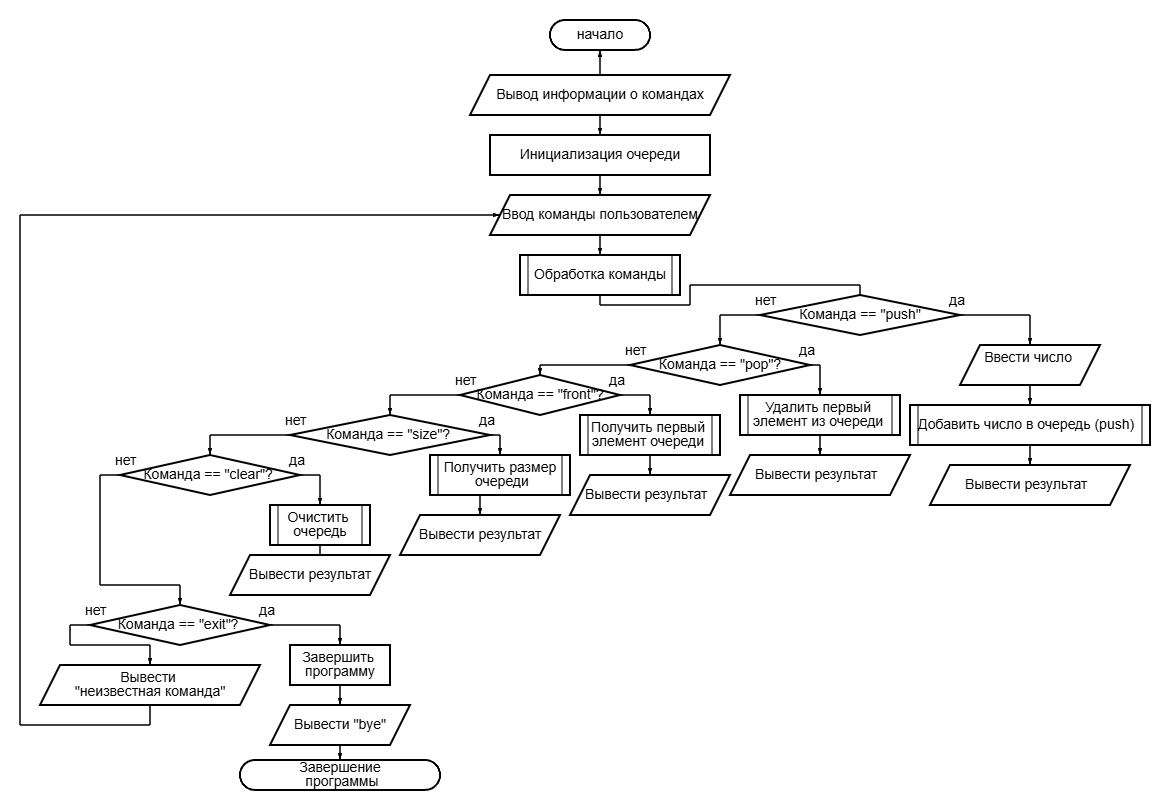 начало
Вывод информации о командах
Инициализация очереди
Ввод команды пользователем
Обработка команды
нет
да
Команда == "push"
нет
да
Команда == "pop"?
Ввести число
нет
да
Команда == "front"?
Удалить первый
элемент из очереди
Добавить число в очередь (push)
нет
да
Команда == "size"?
Получить первый
элемент очереди
нет
да
Команда == "clear"?
Получить размер
очереди
Вывести результат
Вывести результат
Вывести результат
Очистить
очередь
Вывести результат
Вывести результат
нет
да
Команда == "exit"?
Завершить
программу
Вывести
"неизвестная команда"
Вывести "bye"
Завершение
программы